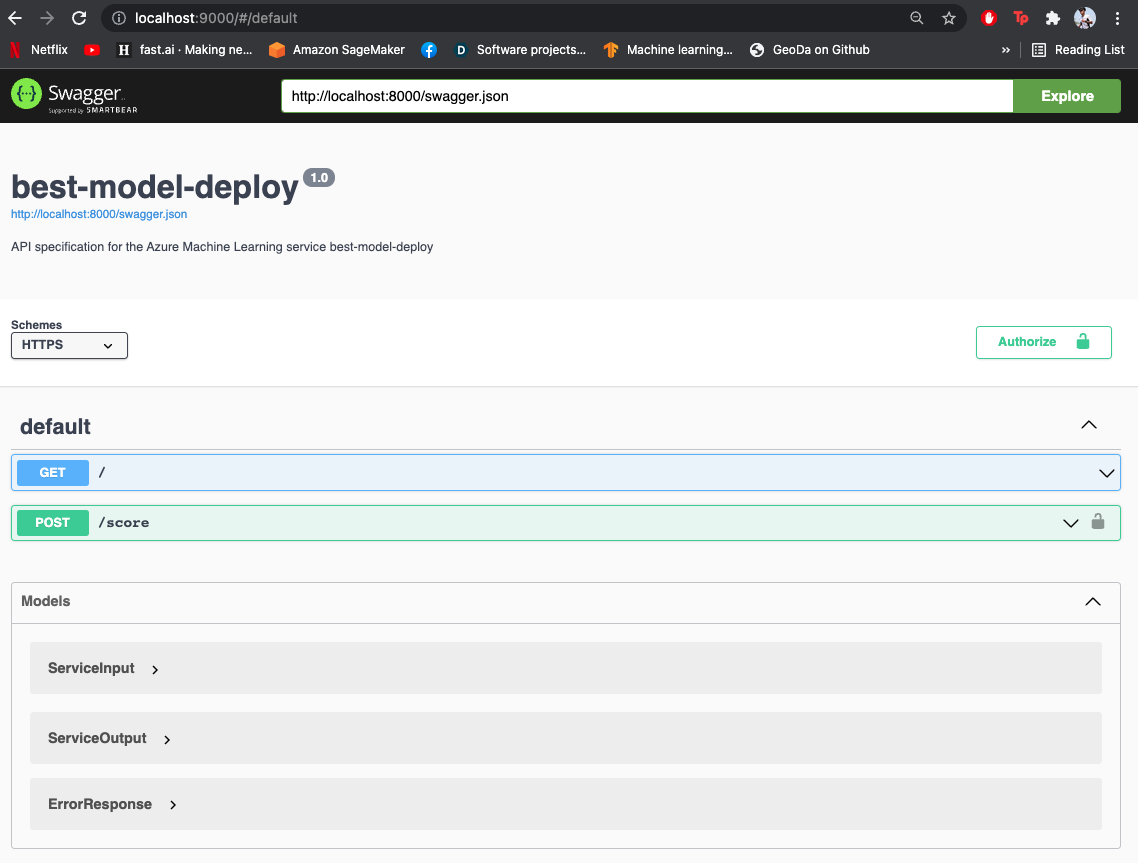 localhost:9000/#/default
Netflix
H fast.ai · Making ne...
Amazon SageMaker
D Software projects...
Machine learning...
GeoDa on Github
»
Reading List
Tp
{··} Swagger
Supported by SMARTBEAR
http://localhost:8000/swagger.json
Explore
best-model-deploy 1.0
http://localhost:8000/swagger.json
API specification for the Azure Machine Learning service best-model-deploy
Schemes
HTTPS
Authorize
default
GET /
POST /score
Models
ServiceInput
ServiceOutput
ErrorResponse